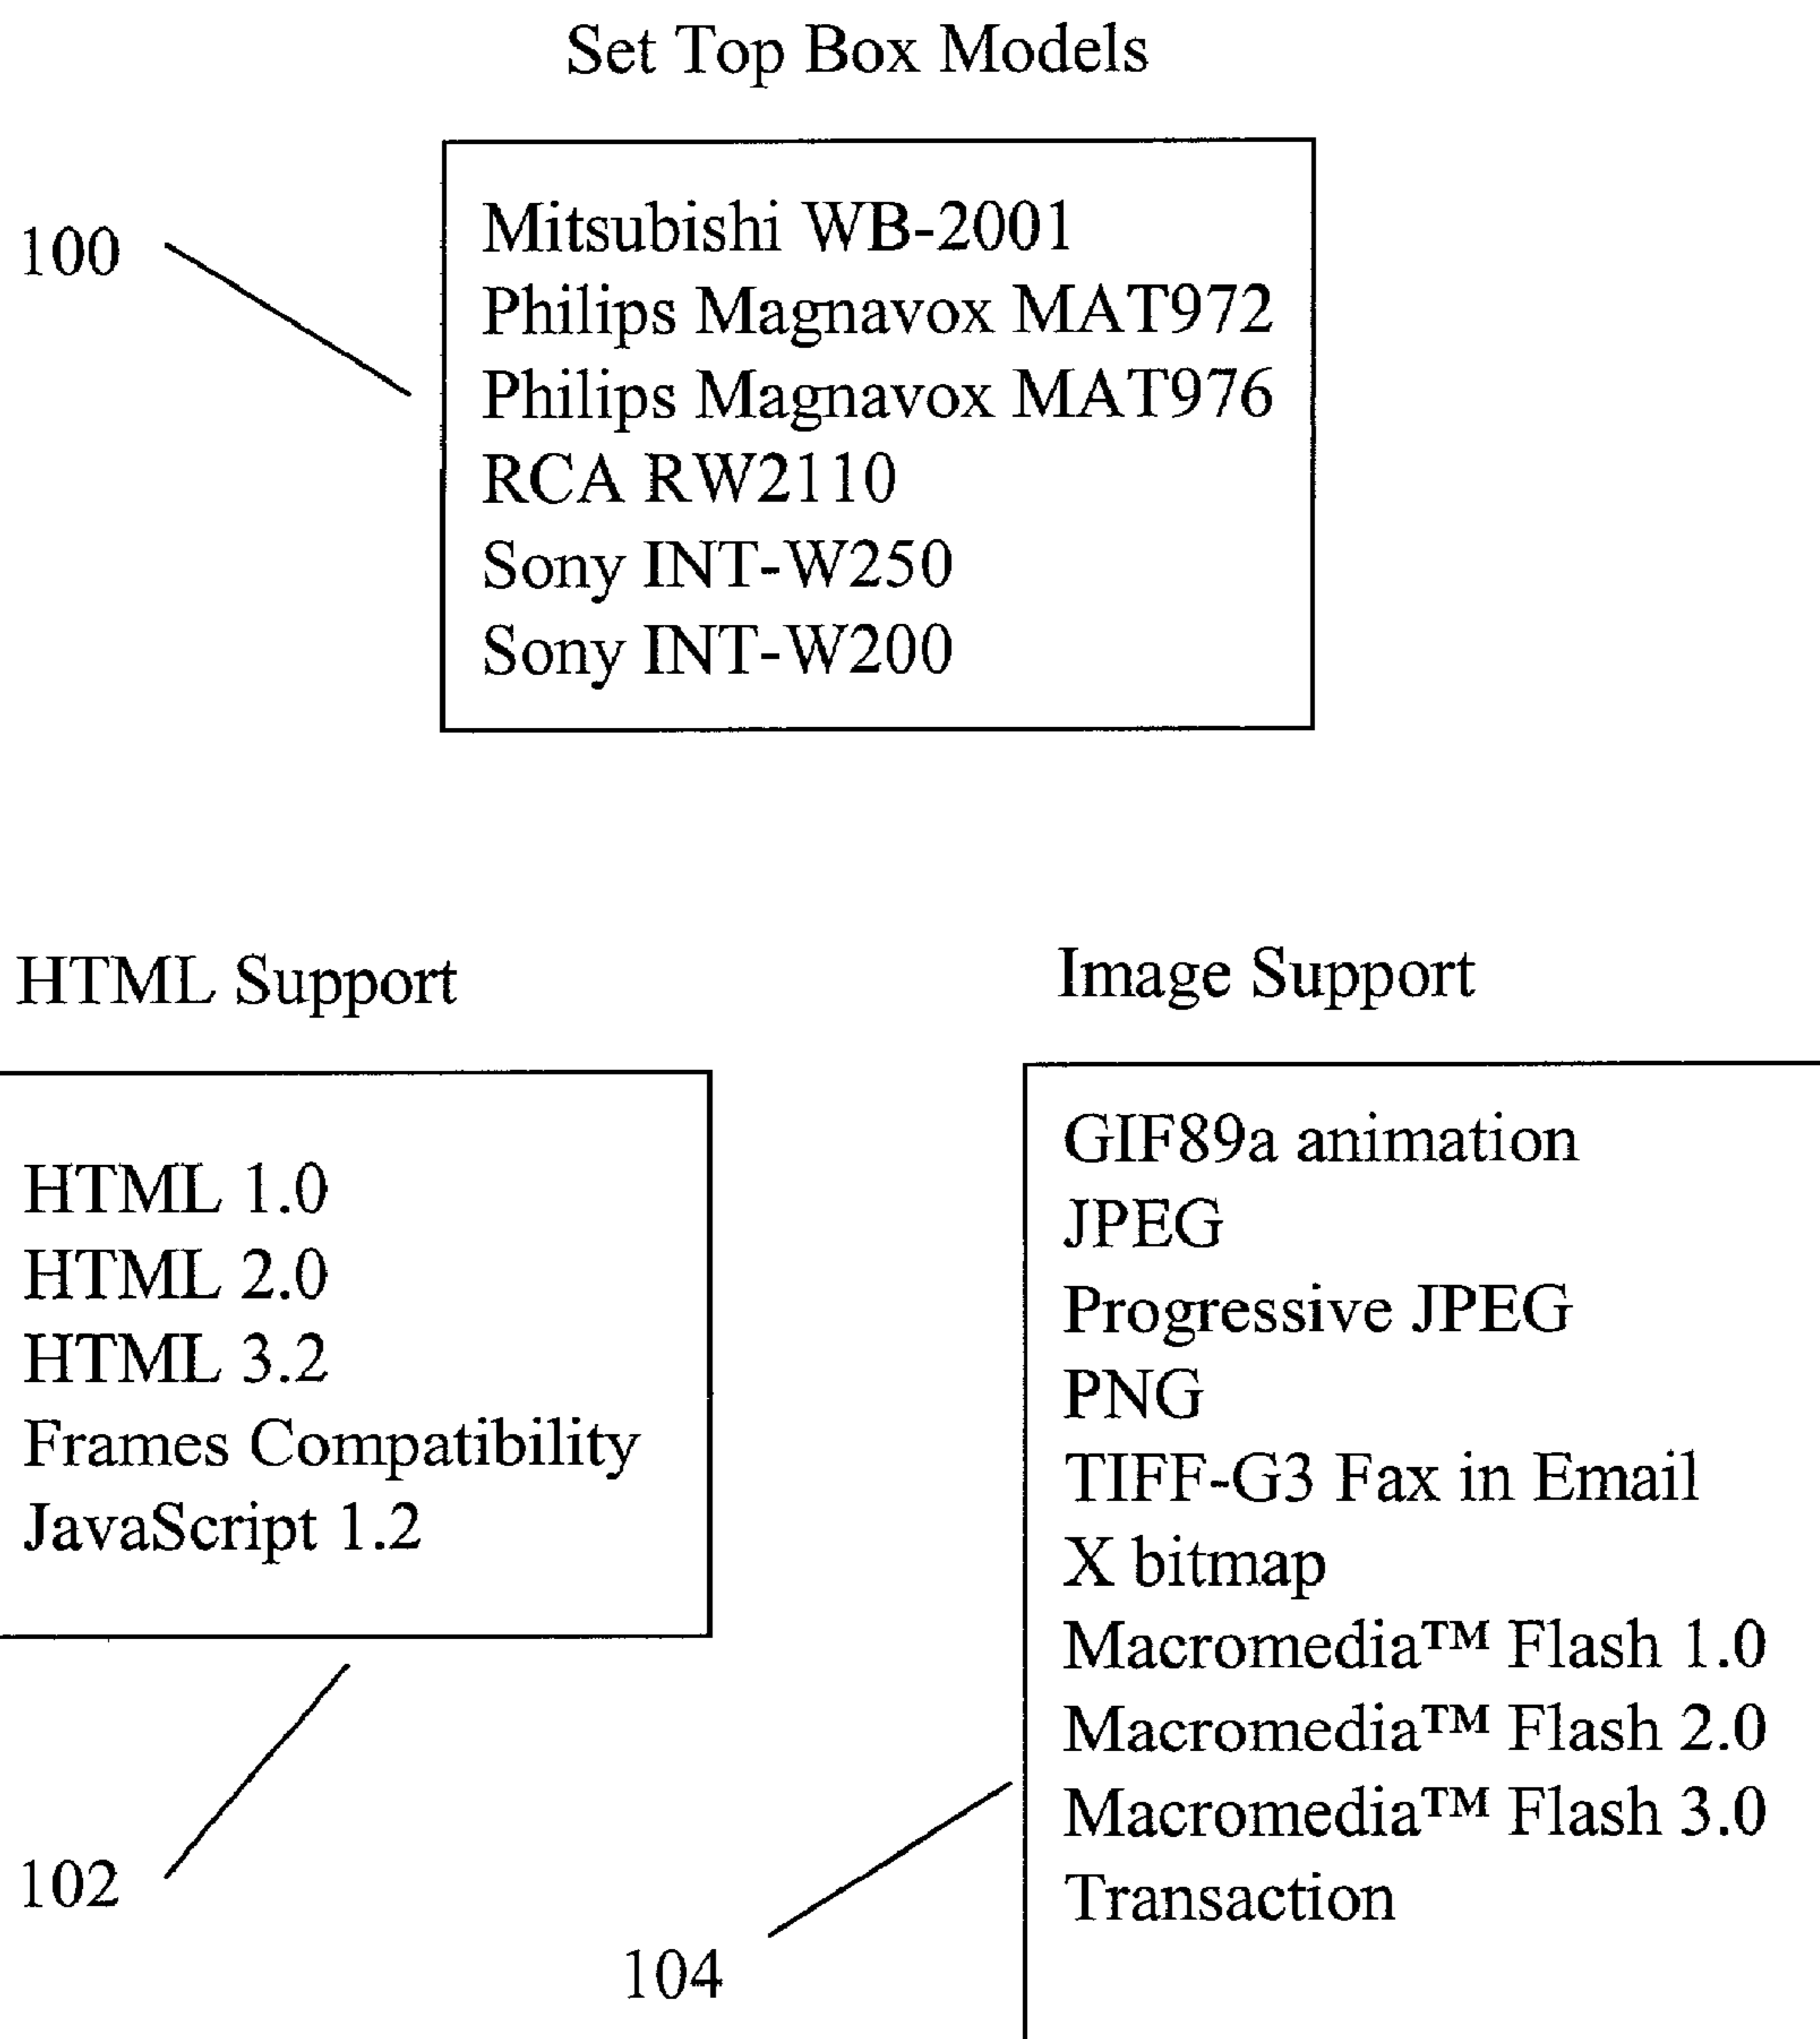 Set Top Box Models
100
Mitsubishi WB-2001
Philips Magnavox MAT972
Philips Magnavox MAT976
RCA RW2110
Sony INT-W250
Sony INT-W200
HTML Support
HTML 1.0
HTML 2.0
HTML 3.2
Frames Compatibility
JavaScript 1.2
102
Image Support
GIF89a animation
JPEG
Progressive JPEG
PNG
TIFF-G3 Fax in Email
X bitmap
Macromedia™ Flash 1.0
Macromedia™ Flash 2.0
Macromedia™ Flash 3.0
Transaction
104